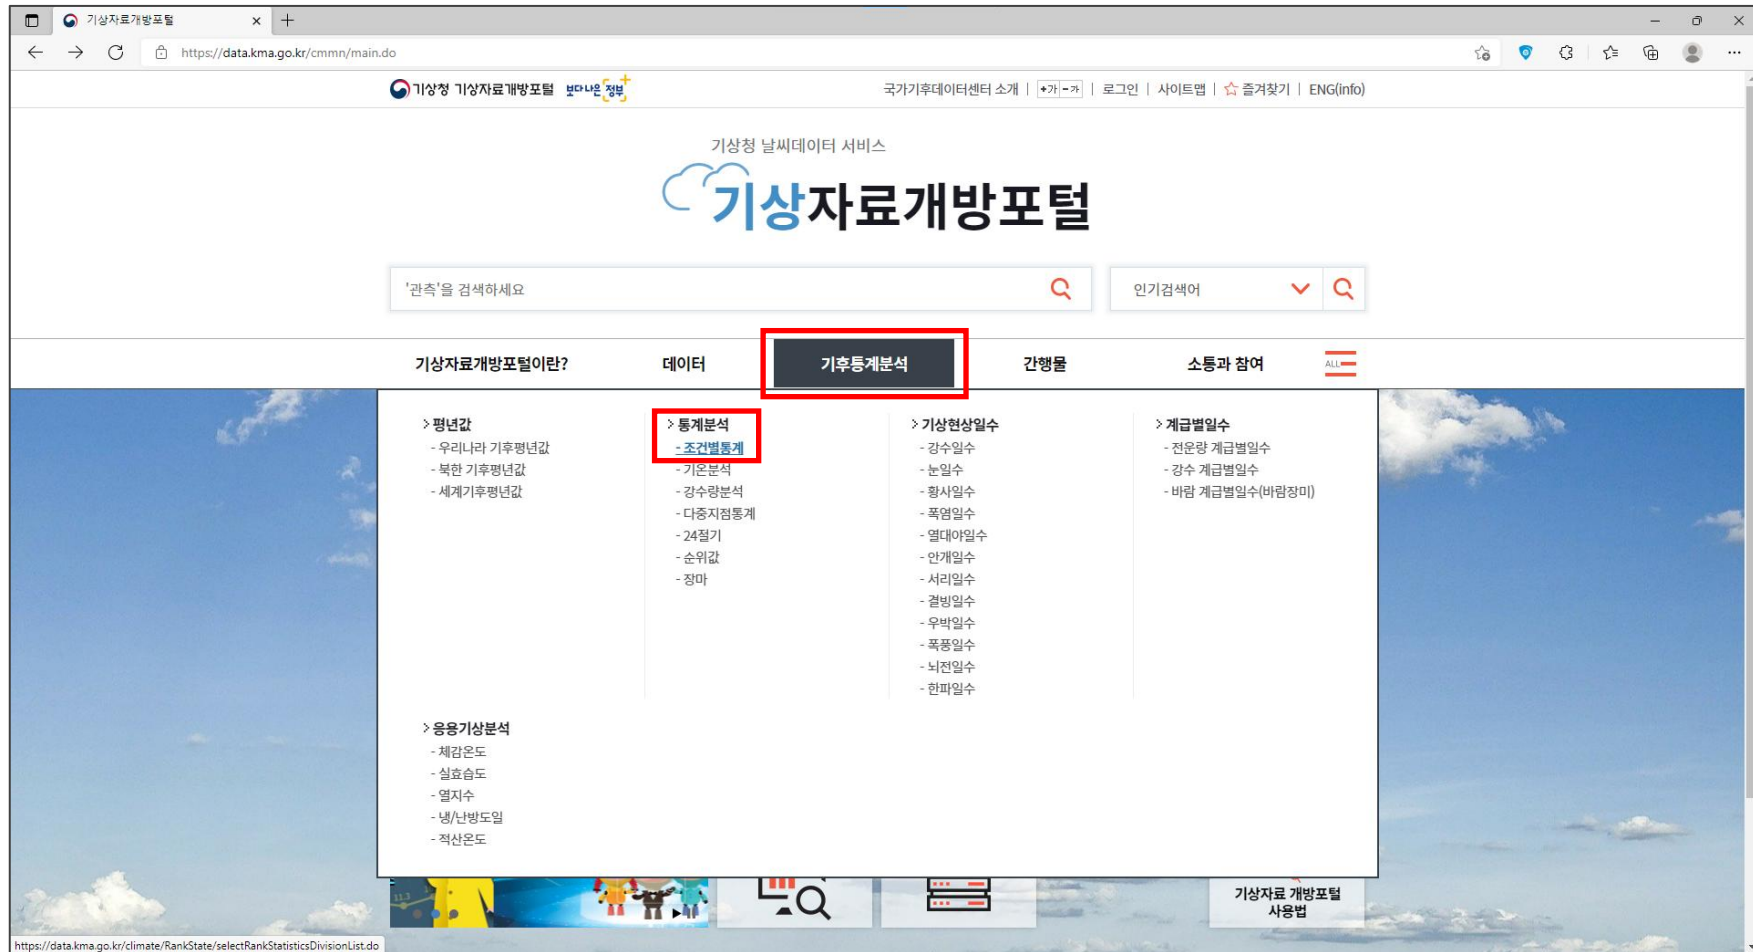 기상자료개방포털
https://data.kma.go.kr/cmmn/main.do
기상청 기상자료개방포털 보다나은 정부
국가기후데이터센터 소개 | +가 -가 | 로그인 | 사이트맵 | ☆ 즐겨찾기 | ENG(info)
기상청 날씨데이터 서비스
기상자료개방포털
'관측'을 검색하세요
인기검색어
기상자료개방포털이란?
데이터
기후통계분석
간행물
소통과 참여
ALL
> 평년값
- 우리나라 기후평년값
- 북한 기후평년값
- 세계기후평년값
> 통계분석
- 조건별통계
- 기온분석
- 강수량분석
- 다중지점통계
- 24절기
- 순위값
- 장마
> 기상현상일수
- 강수일수
- 눈일수
- 황사일수
- 폭염일수
- 열대야일수
- 안개일수
- 서리일수
- 결빙일수
- 우박일수
- 폭풍일수
- 뇌전일수
- 한파일수
> 계급별일수
- 전운량 계급별일수
- 강수 계급별일수
- 바람 계급별일수(바람장미)
> 응용기상분석
- 체감온도
- 실효습도
- 열지수
- 냉/난방도일
- 적산온도
기상자료 개방포털
사용법
https://data.kma.go.kr/climate/RankState/selectRankStatisticsDivisionList.do